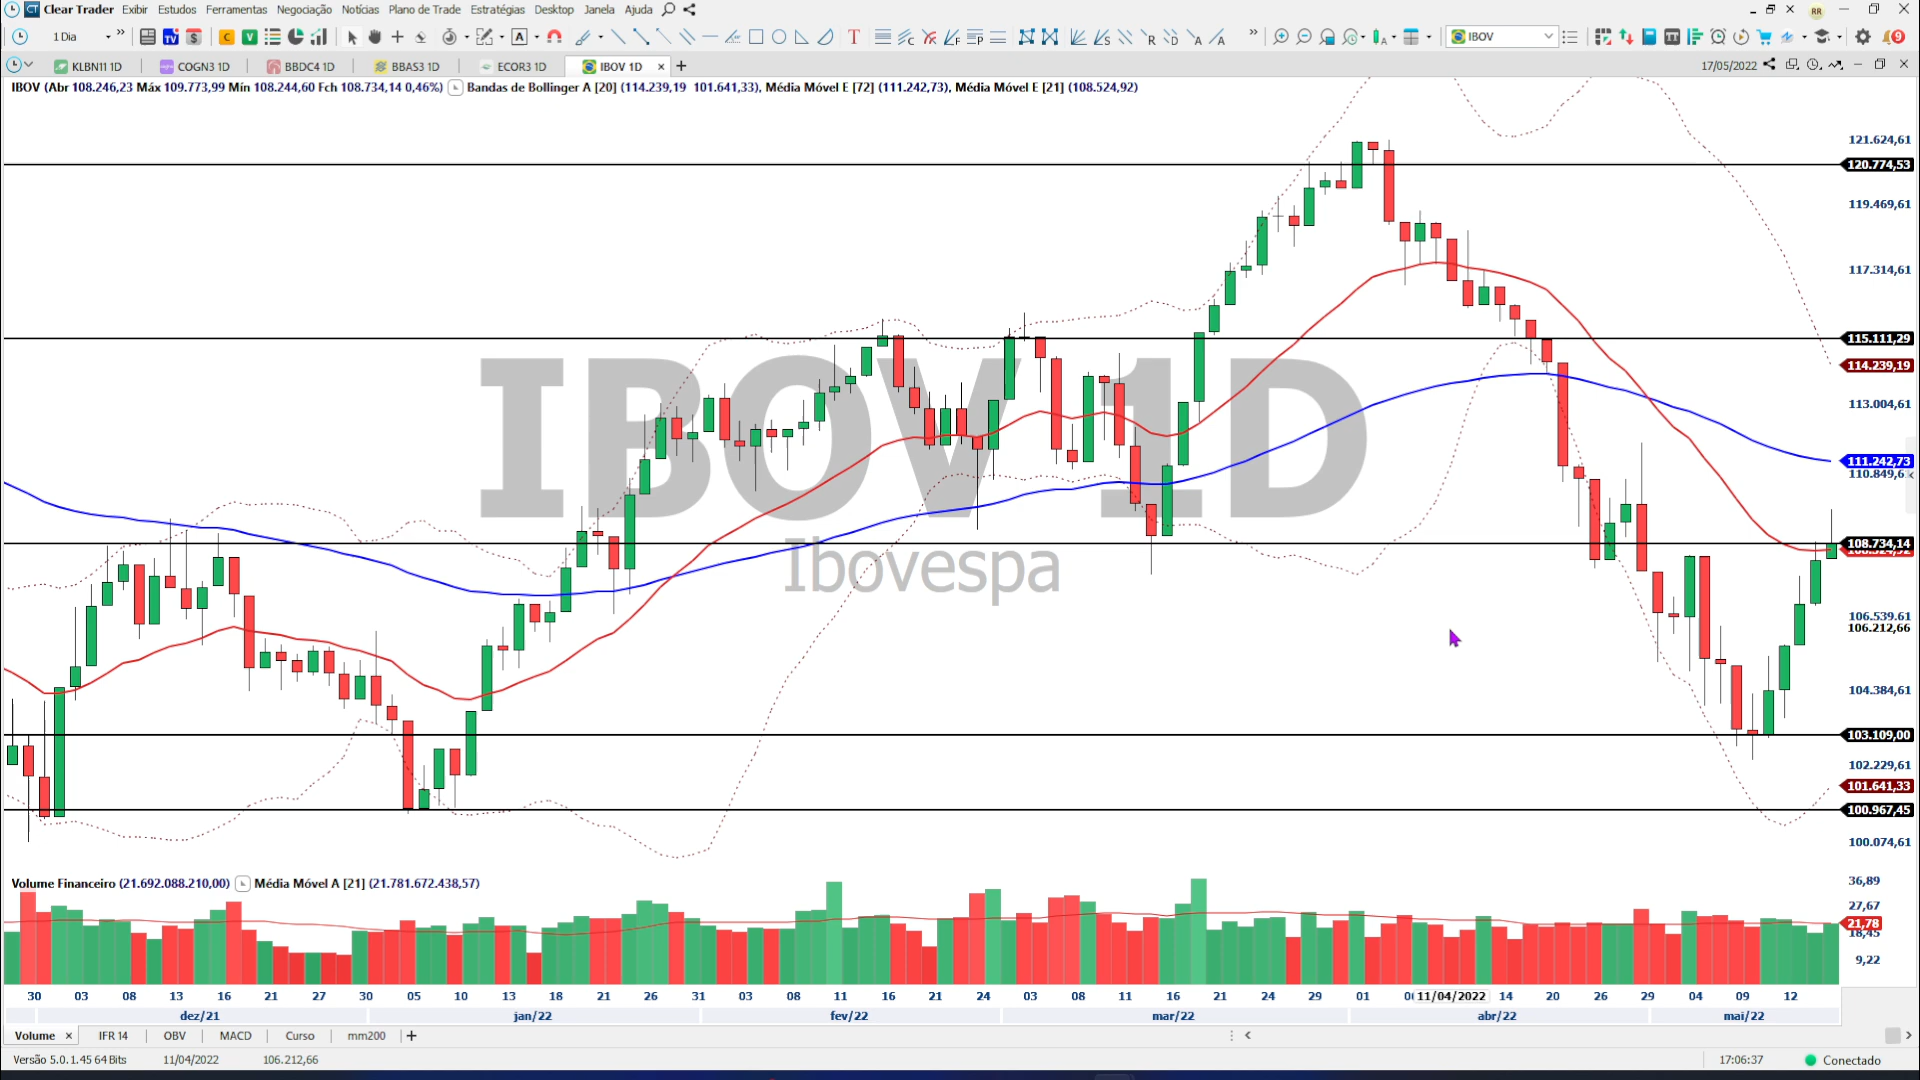 CT Clear Trader Exibir Estudos Ferramentas Negociação Notícias Plano de Trade Estratégias Desktop Janela Ajuda RR
1 Dia IBOV 9
KLBN11 1D COGN3 1D BBDC4 1D BBAS3 1D ECOR3 1D IBOV 1D 17/05/2022
IBOV (Abr 108.246,23 Máx 109.773,99 Mín 108.244,60 Fch 108.734,14 0,46%) Bandas de Bollinger A [20] (114.239,19 101.641,33), Média Móvel E [72] (111.242,73), Média Móvel E [21] (108.524,92)
121.624,61
120.774,53
119.469,61
117.314,61
115.111,29
114.239,19
113.004,61
111.242,73
110.849,61
108.734,14
106.539,61
106.212,66
104.384,61
103.109,00
102.229,61
101.641,33
100.967,45
100.074,61
IBOV 1D
Ibovespa
Volume Financeiro (21.692.088.210,00) Média Móvel A [21] (21.781.672.438,57)
36,89
27,67
21,78
18,45
9,22
30 03 08 13 16 21 27 30 05 10 13 18 21 26 31 03 08 11 16 21 24 03 08 11 16 21 24 29 01 11/04/2022 14 20 26 29 04 09 12
dez/21 jan/22 fev/22 mar/22 abr/22 mai/22
Volume IFR 14 OBV MACD Curso mm200
Versão 5.0.1.45 64 Bits 11/04/2022 106.212,66 17:06:37 Conectado